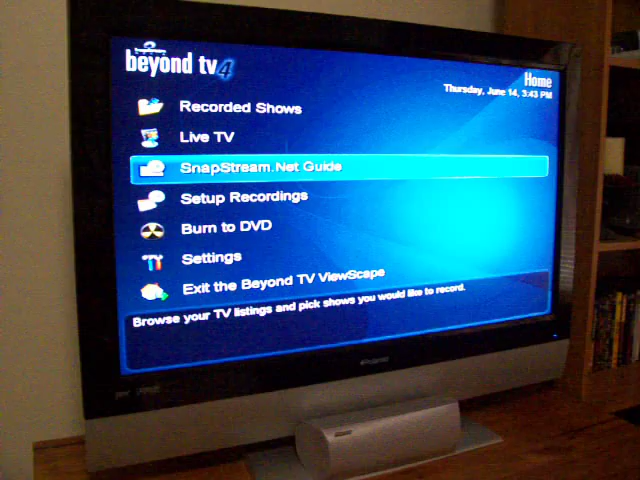 beyond tv4
Home
Thursday, June 14, 3:43 PM
Recorded Shows
Live TV
SnapStream.Net Guide
Setup Recordings
Burn to DVD
Settings
Exit the Beyond TV ViewScape
Browse your TV listings and pick shows you would like to record.
Polaroid